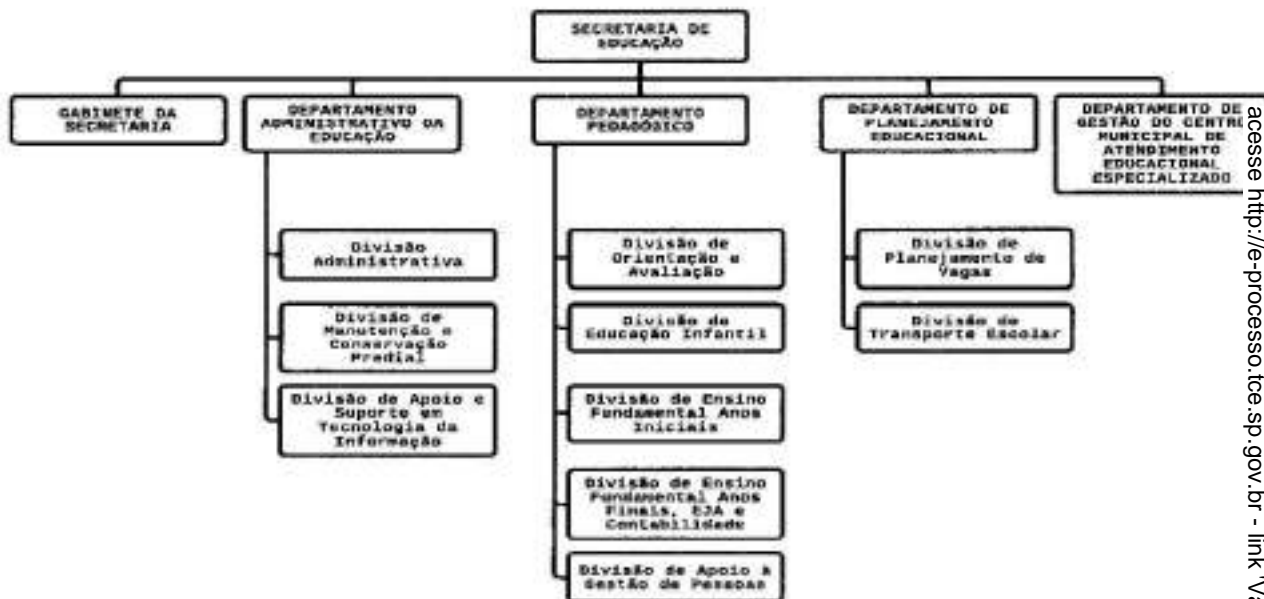 SECRETARIA DE
EDUCAÇÃO
GABINETE DA
SECRETARIA
DEPARTAMENTO
ADMINISTRATIVO DA
EDUCAÇÃO
DEPARTAMENTO
PEDAGÓGICO
DEPARTAMENTO DE
PLANEJAMENTO
EDUCACIONAL
DEPARTAMENTO DE
GESTÃO DO CENTRO
MUNICIPAL DE
ATENDIMENTO
EDUCACIONAL
ESPECIALIZADO
Divisão
Administrativa
Divisão de
Manutenção e
Conservação
Predial
Divisão de Apoio e
Suporte em
Tecnologia da
Informação
Divisão de
Orientação e
Avaliação
Divisão de
Educação Infantil
Divisão de Ensino
Fundamental Anos
Iniciais
Divisão de Ensino
Fundamental Anos
Finais, EJA e
Contabilidade
Divisão de Apoio à
Gestão de Pessoas
Divisão de
Planejamento de
Vagas
Divisão de
Transporte Escolar
acesse http://e-processo.tce.sp.gov.br - link 'Va